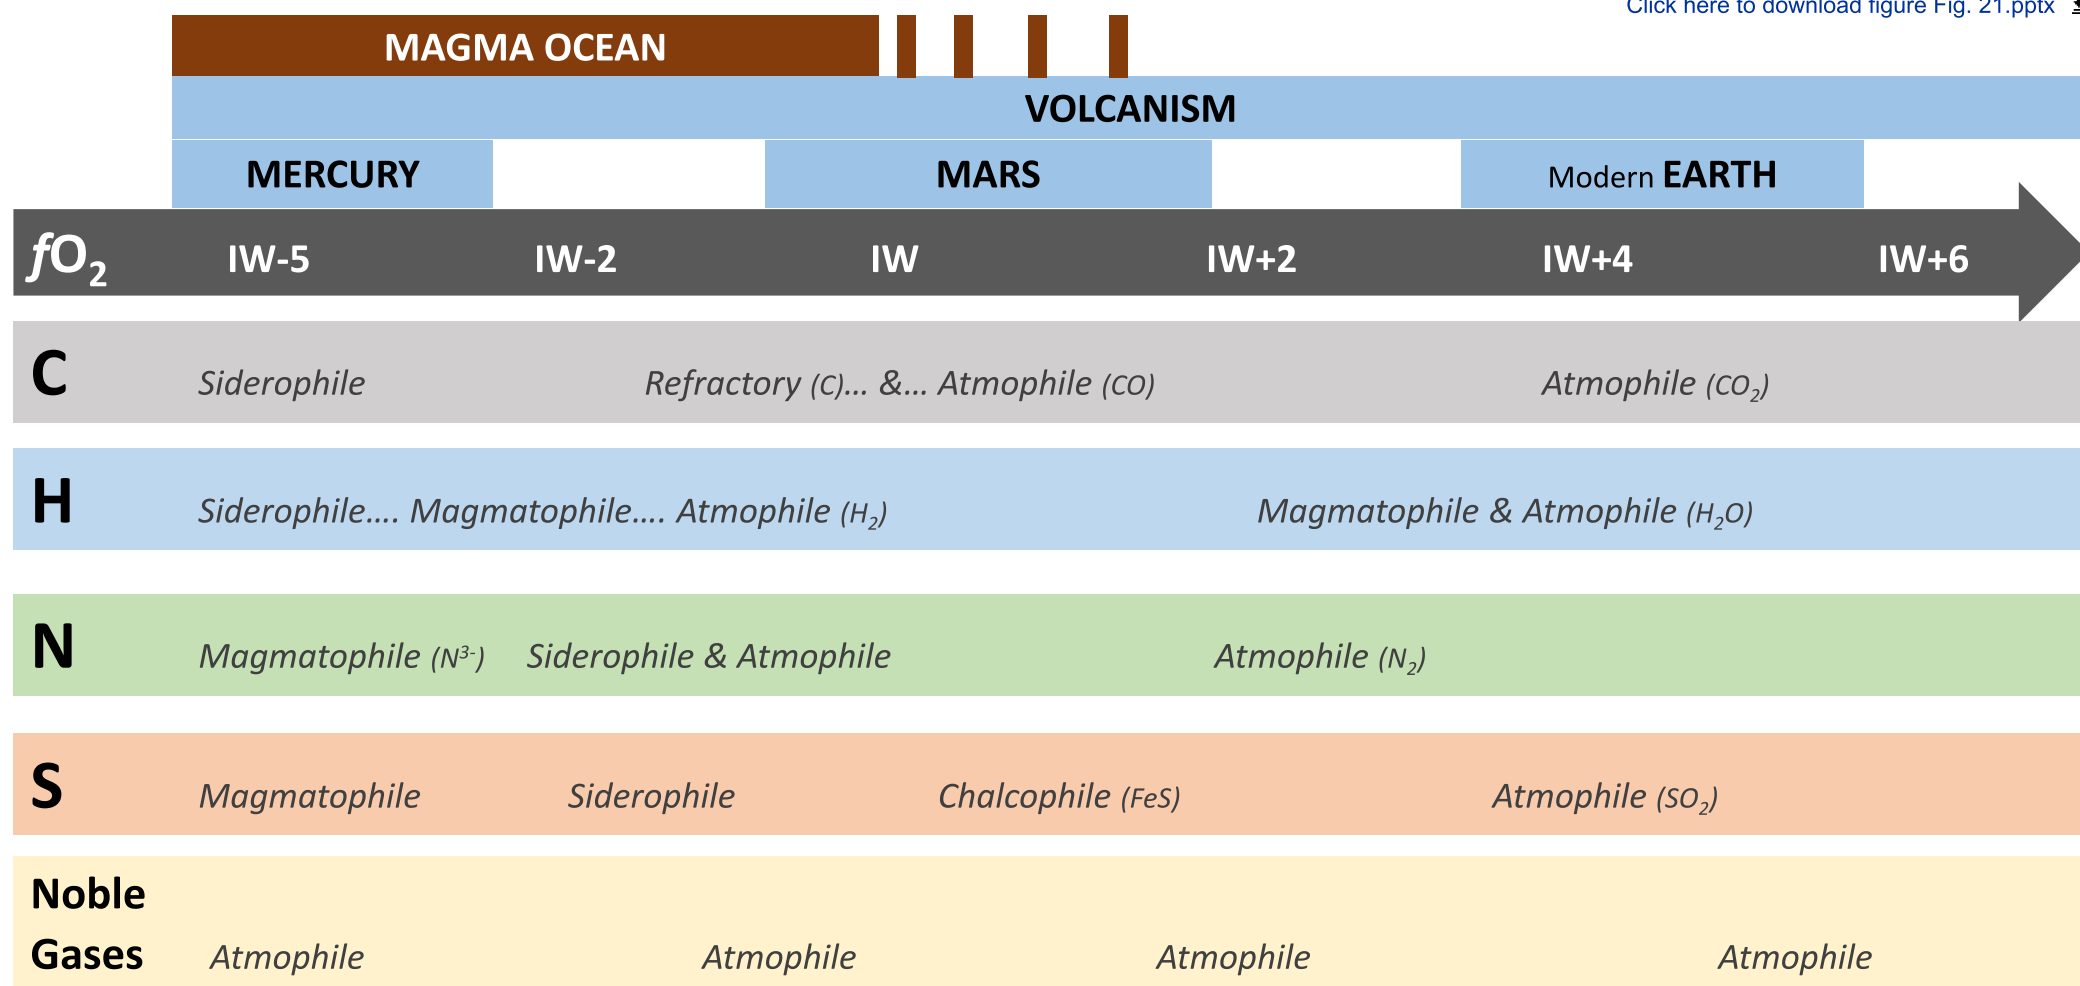 Click here to download figure Fig. 21.pptx
MAGMA OCEAN
VOLCANISM
MERCURY MARS Modern EARTH
fO₂ IW-5 IW-2 IW IW+2 IW+4 IW+6
C Siderophile Refractory (C)... &... Atmophile (CO) Atmophile (CO₂)
H Siderophile.... Magmatophile.... Atmophile (H₂) Magmatophile & Atmophile (H₂O)
N Magmatophile (N³⁻) Siderophile & Atmophile Atmophile (N₂)
S Magmatophile Siderophile Chalcophile (FeS) Atmophile (SO₂)
Noble
Gases Atmophile Atmophile Atmophile Atmophile